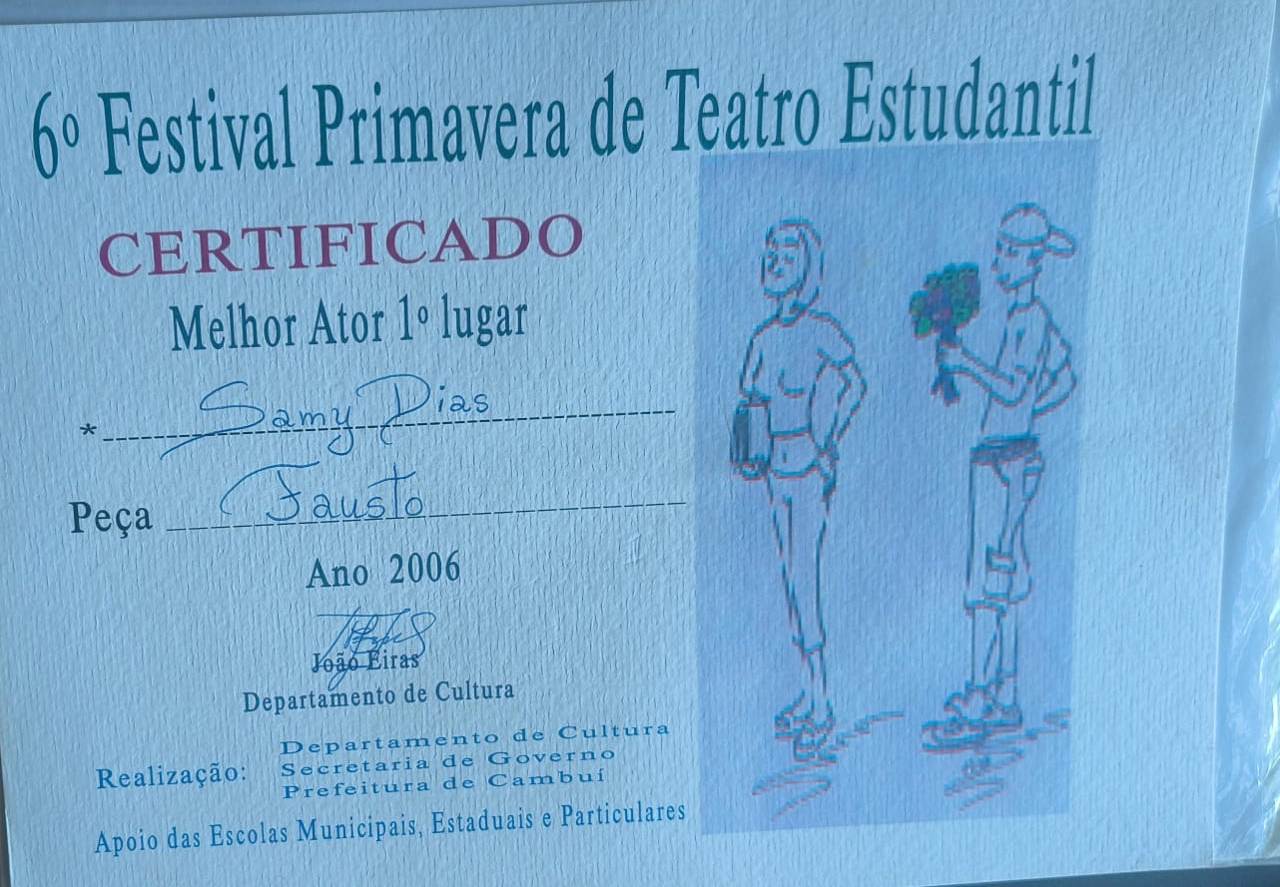 6º Festival Primavera de Teatro Estudantil
CERTIFICADO
Melhor Ator 1º lugar
* Samy Dias
Peça Fausto
Ano 2006
João Eiras
Departamento de Cultura
Realização: Departamento de Cultura
Secretaria de Governo
Prefeitura de Cambuí
Apoio das Escolas Municipais, Estaduais e Particulares